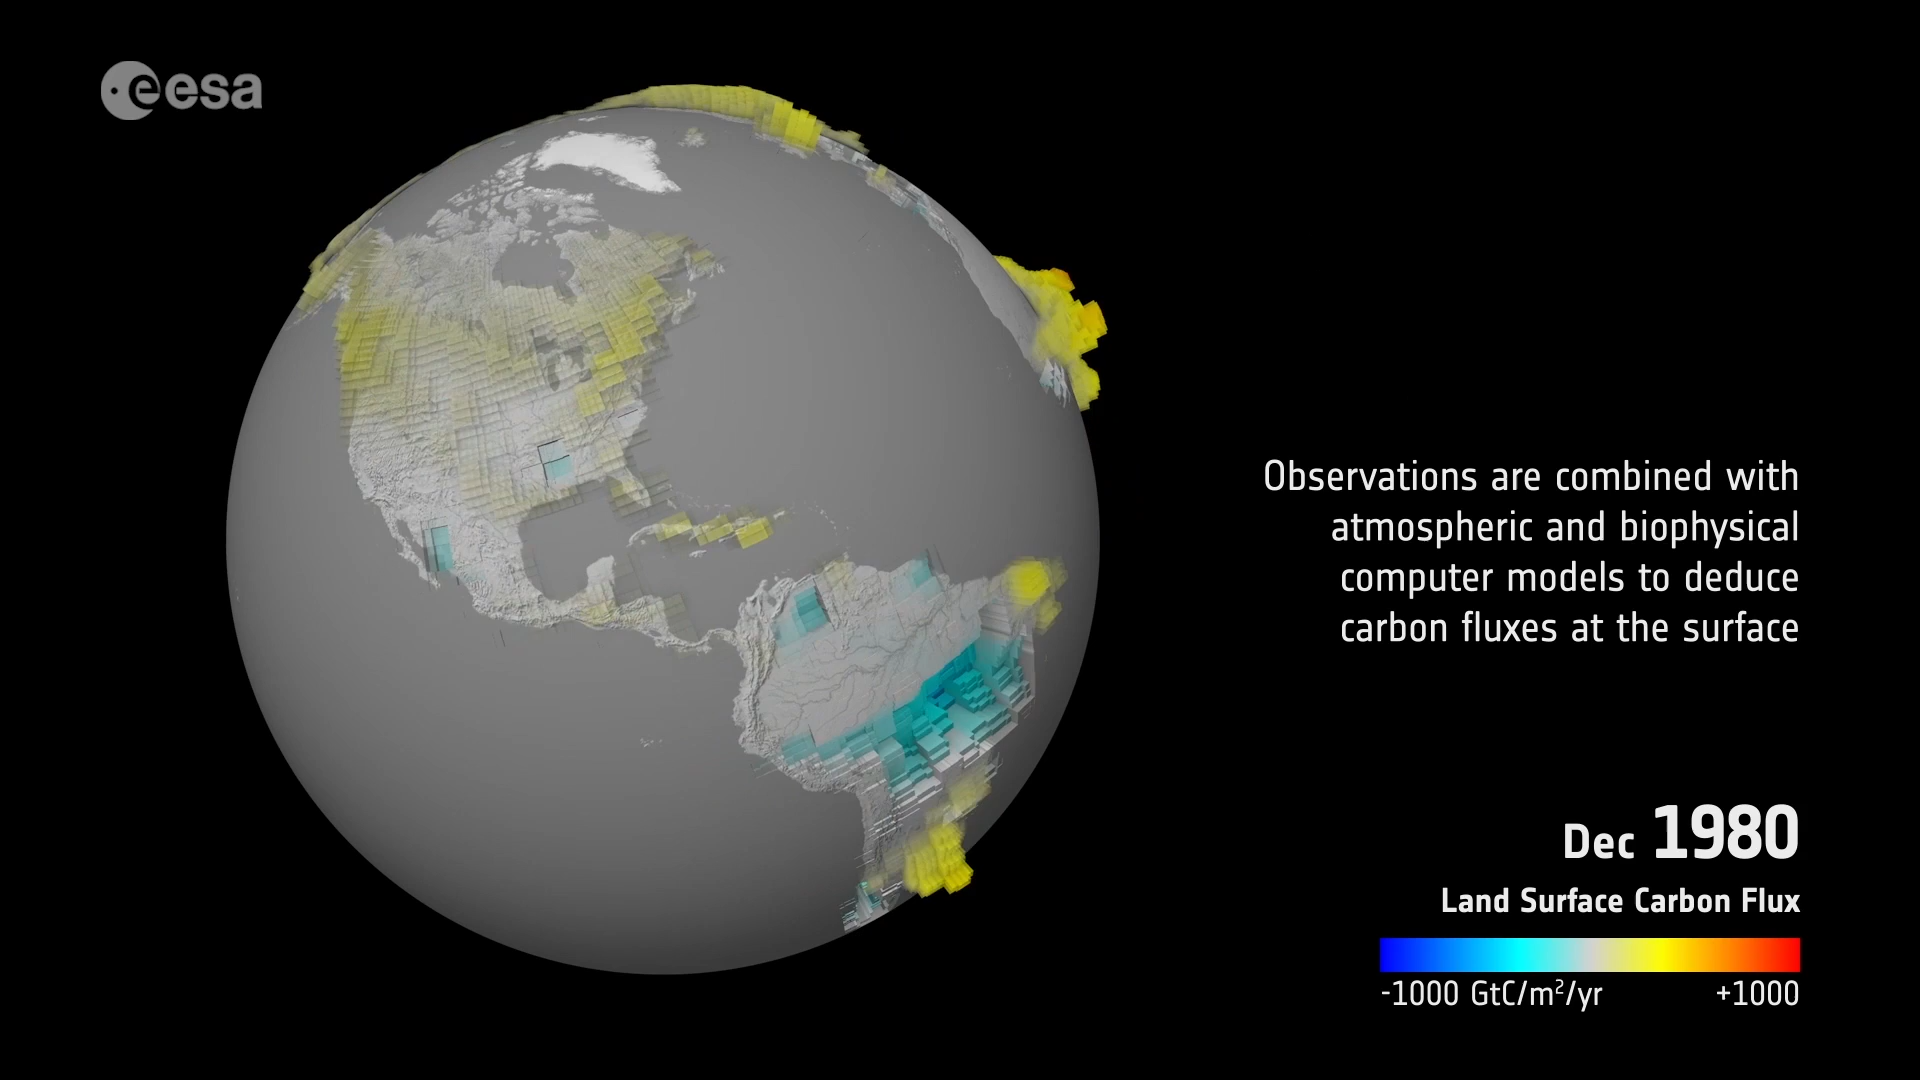 esa
Observations are combined with
atmospheric and biophysical
computer models to deduce
carbon fluxes at the surface
Dec 1980
Land Surface Carbon Flux
-1000 GtC/m²/yr +1000